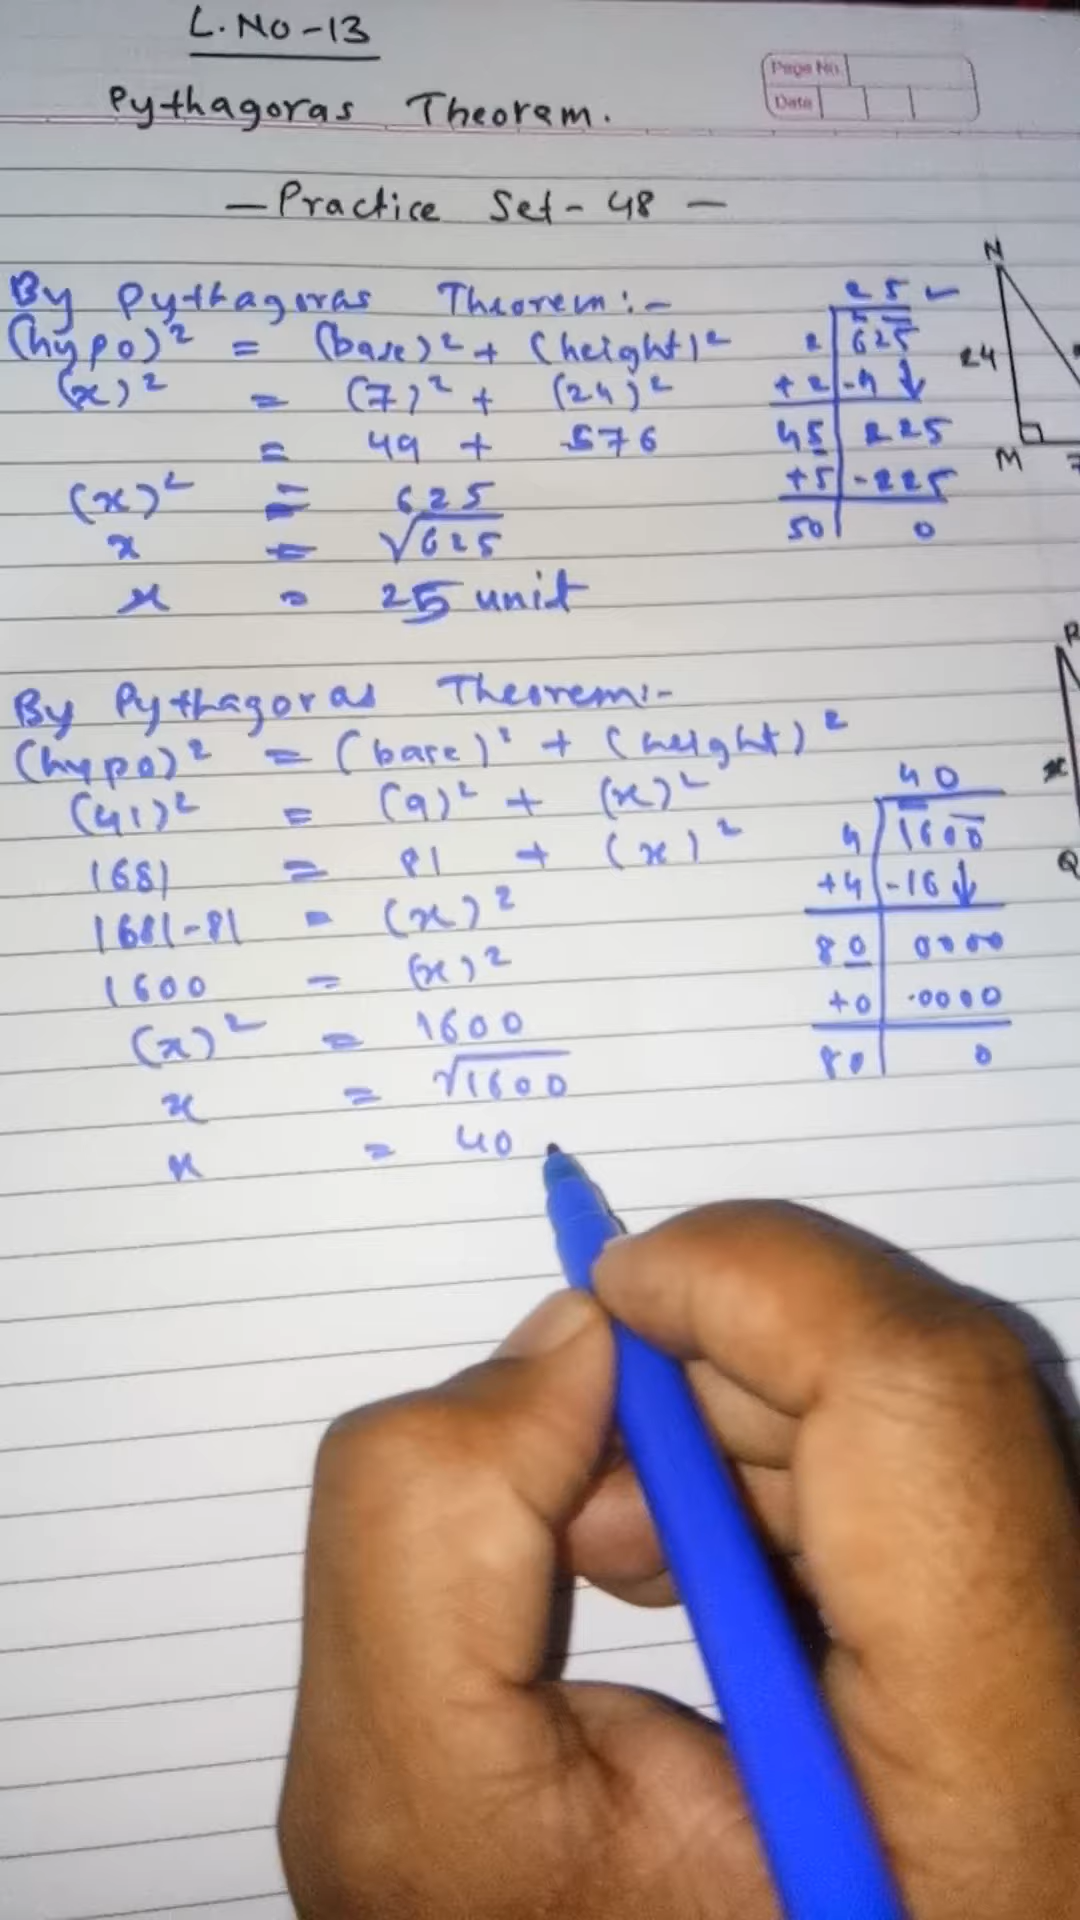 L.No-13
Pythagoras Theorem.
Page No
Date
- Practice Set - 48 -
By Pythagoras Theorem:-
(hypo)² = (base)² + (height)²
(x)² = (7)² + (24)²
= 49 + 576
(x)² = 625
x = √625
x = 25 unit
25 ✓
2 625
+2 -4 ↓
45 225
+5 -225
50 0
N
24
M 7
By Pythagoras Theorem:-
(hypo)² = (base)² + (height)²
(41)² = (9)² + (x)²
1681 = 81 + (x)²
1681-81 = (x)²
1600 = (x)²
(x)² = 1600
x = √1600
x = 40
40
4 1600
+4 -16 ↓
80 0000
+0 -0000
80 0
R
x
Q